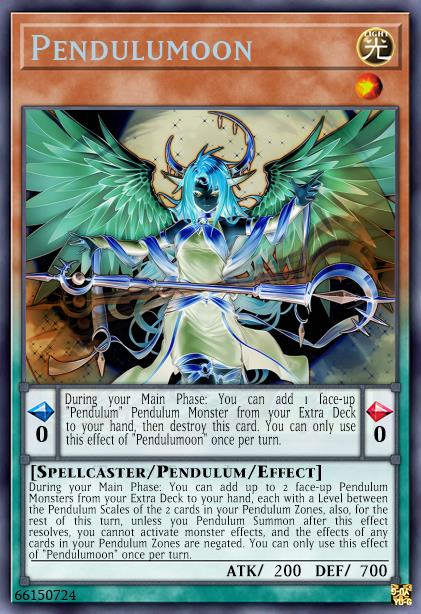 PENDULUMOON
LIGHT
光
During your Main Phase: You can add 1 face-up
"Pendulum" Pendulum Monster from your Extra Deck
to your hand, then destroy this card. You can only use
this effect of "Pendulumoon" once per turn.
0
0
[SPELLCASTER/PENDULUM/EFFECT]
During your Main Phase: You can add up to 2 face-up Pendulum
Monsters from your Extra Deck to your hand, each with a Level between
the Pendulum Scales of the 2 cards in your Pendulum Zones, also, for the
rest of this turn, unless you Pendulum Summon after this effect
resolves, you cannot activate monster effects, and the effects of any
cards in your Pendulum Zones are negated. You can only use this effect
of "Pendulumoon" once per turn.
ATK/ 200 DEF/ 700
66150724